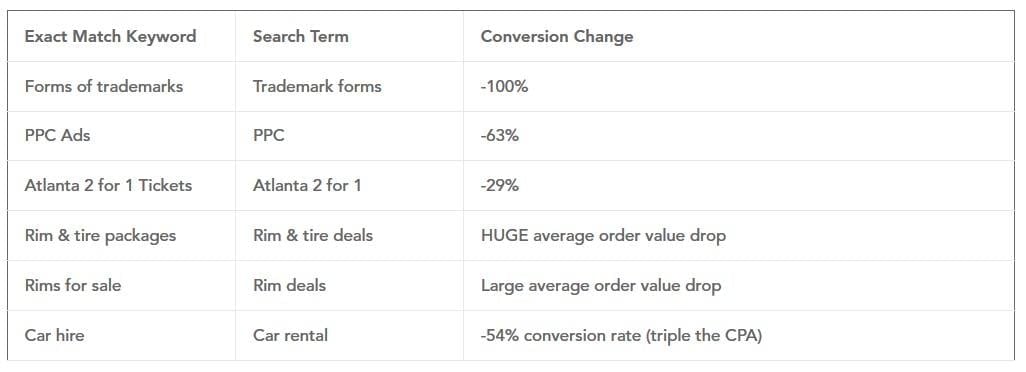 Exact Match Keyword Search Term Conversion Change
Forms of trademarks Trademark forms -100%
PPC Ads PPC -63%
Atlanta 2 for 1 Tickets Atlanta 2 for 1 -29%
Rim & tire packages Rim & tire deals HUGE average order value drop
Rims for sale Rim deals Large average order value drop
Car hire Car rental -54% conversion rate (triple the CPA)